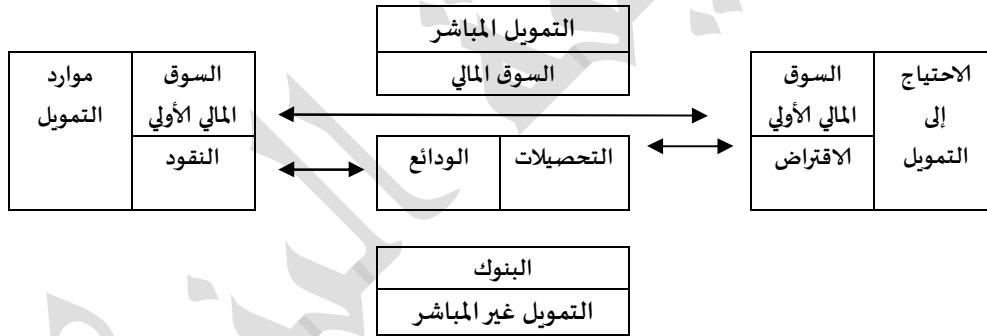 التمويل المباشر
السوق المالي
الاحتياج
إلى
التمويل
السوق
المالي الأولي
الاقتراض
التحصيلات
الودائع
السوق
المالي الأولي
النقود
موارد
التمويل
البنوك
التمويل غير المباشر